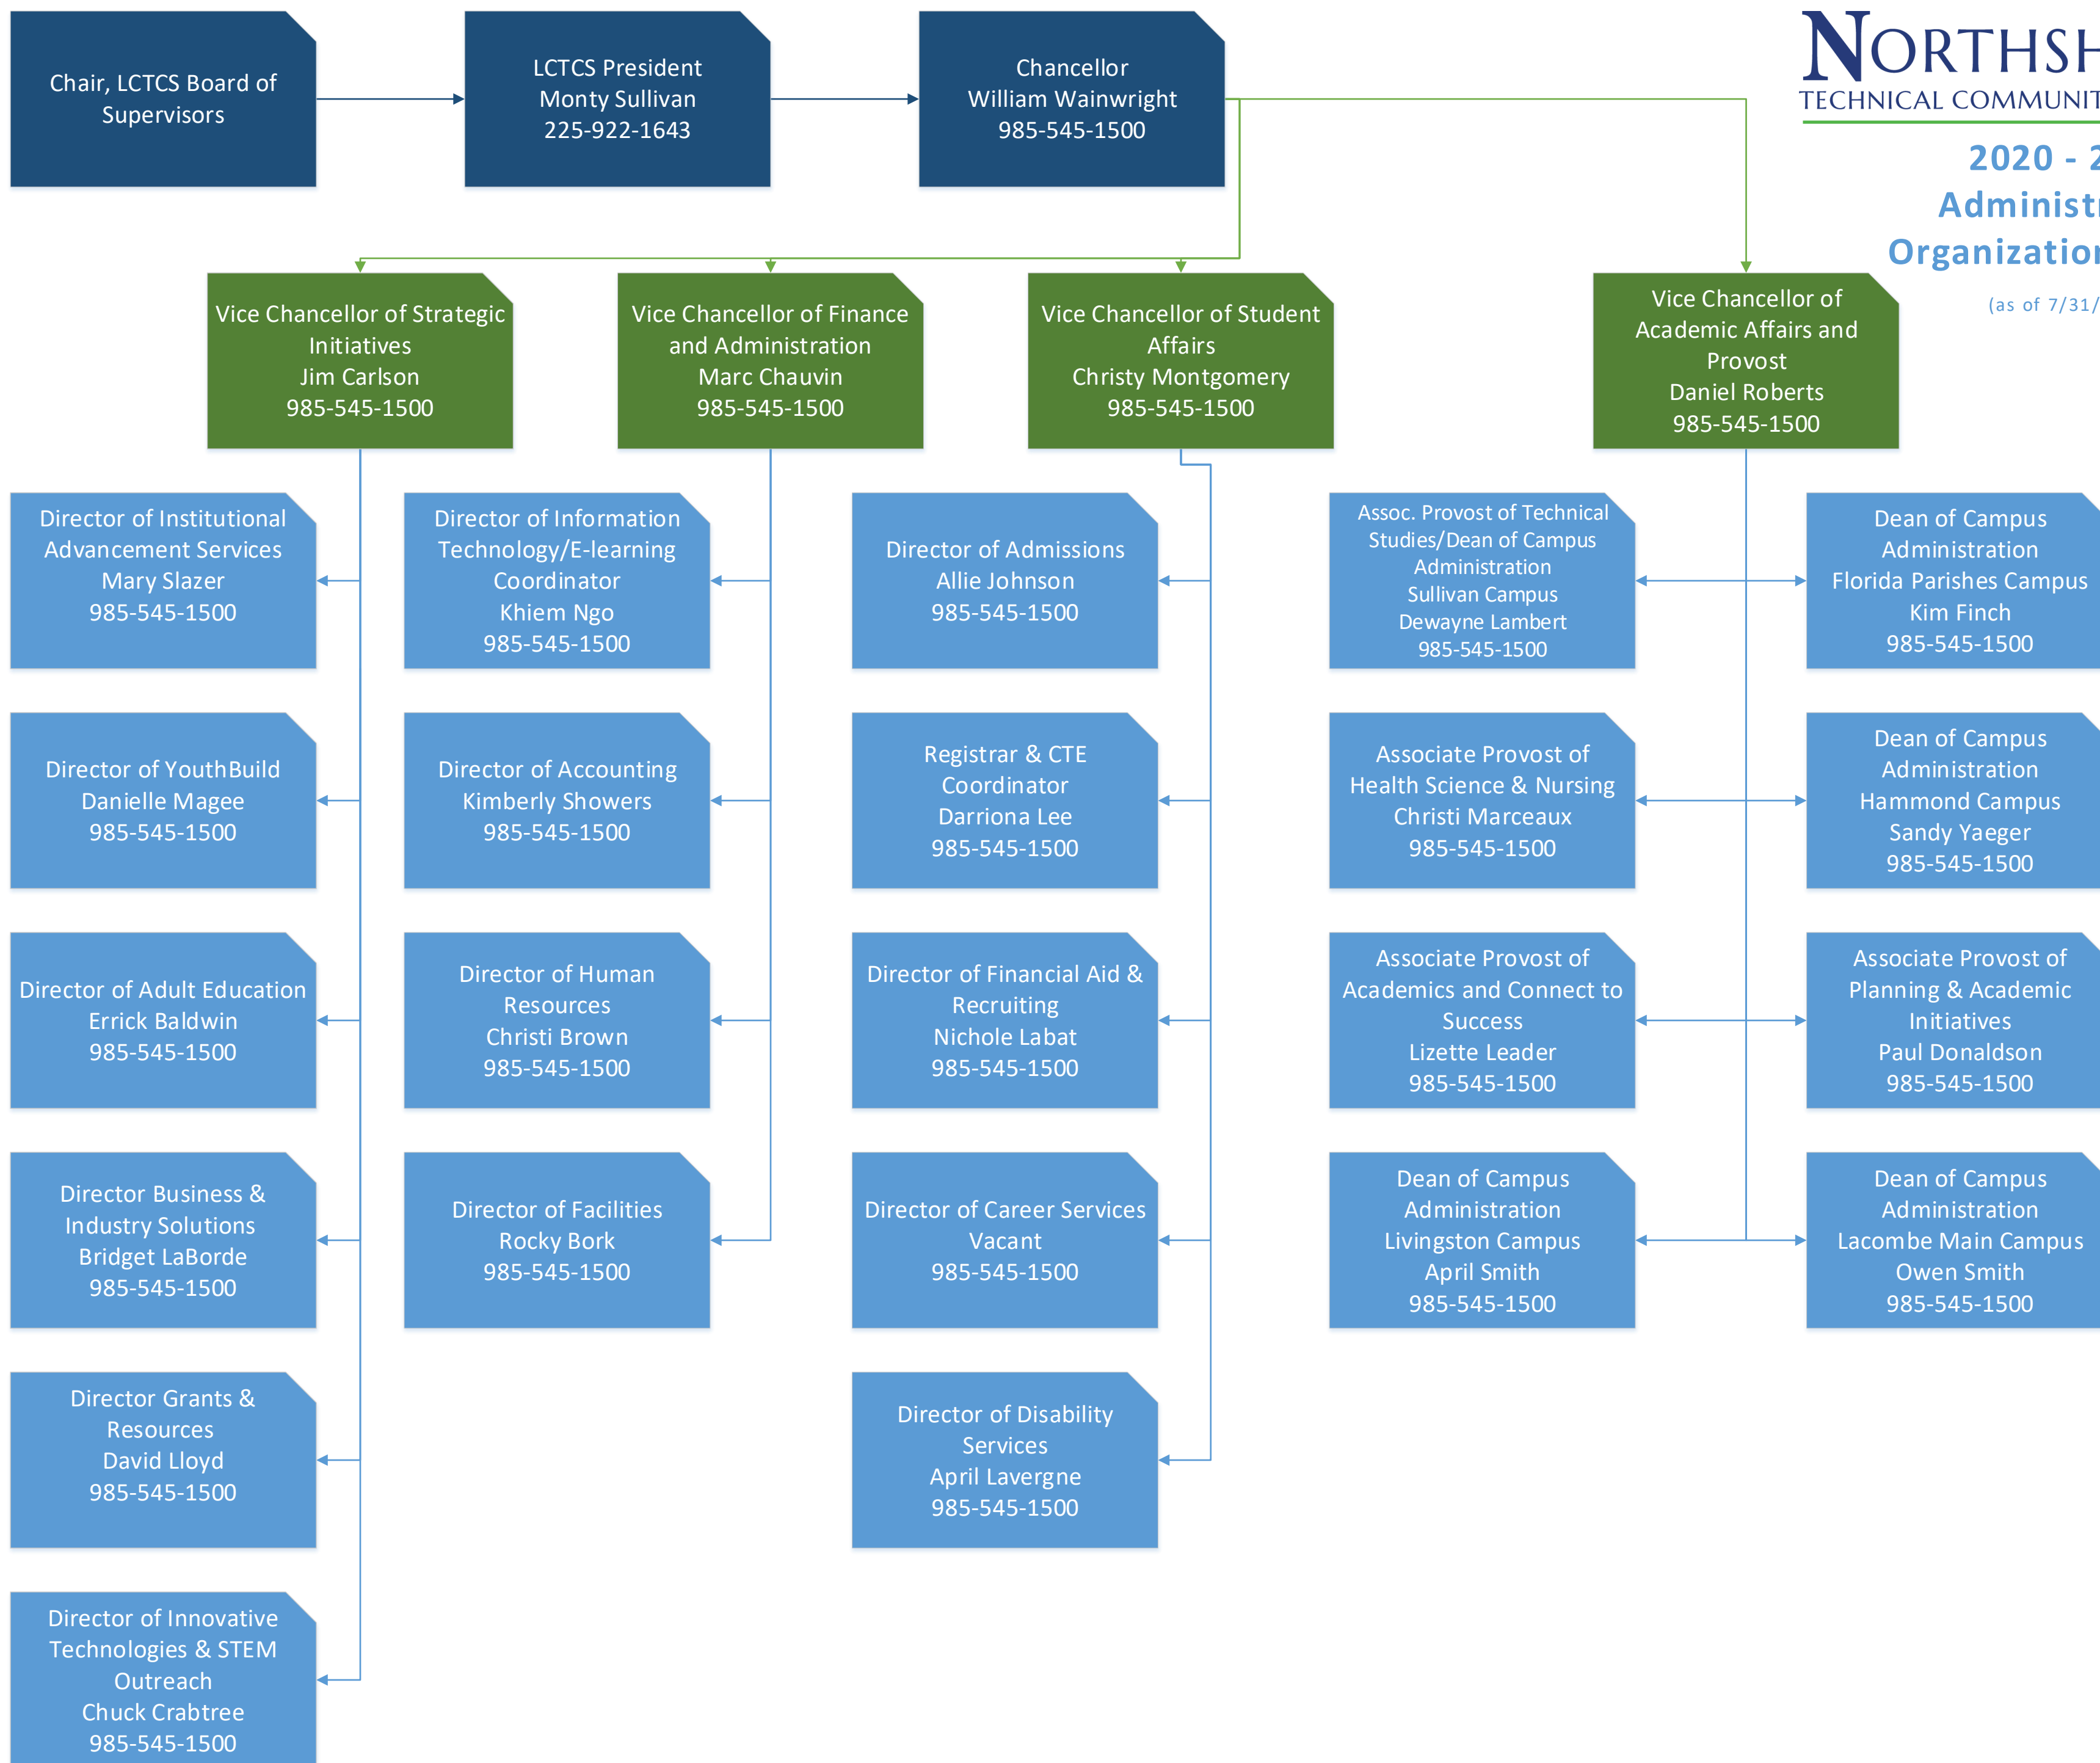 Chair, LCTCS Board of
Supervisors
LCTCS President
Monty Sullivan
225-922-1643
Chancellor
William Wainwright
985-545-1500
NORTHSH
TECHNICAL COMMUNIT
2020 - 2
Administr
Organization
(as of 7/31/
Vice Chancellor of Strategic
Initiatives
Jim Carlson
985-545-1500
Vice Chancellor of Finance
and Administration
Marc Chauvin
985-545-1500
Vice Chancellor of Student
Affairs
Christy Montgomery
985-545-1500
Vice Chancellor of
Academic Affairs and
Provost
Daniel Roberts
985-545-1500
Director of Institutional
Advancement Services
Mary Slazer
985-545-1500
Director of Information
Technology/E-learning
Coordinator
Khiem Ngo
985-545-1500
Director of Admissions
Allie Johnson
985-545-1500
Assoc. Provost of Technical
Studies/Dean of Campus
Administration
Sullivan Campus
Dewayne Lambert
985-545-1500
Dean of Campus
Administration
Florida Parishes Campus
Kim Finch
985-545-1500
Director of YouthBuild
Danielle Magee
985-545-1500
Director of Accounting
Kimberly Showers
985-545-1500
Registrar & CTE
Coordinator
Darriona Lee
985-545-1500
Associate Provost of
Health Science & Nursing
Christi Marceaux
985-545-1500
Dean of Campus
Administration
Hammond Campus
Sandy Yaeger
985-545-1500
Director of Adult Education
Errick Baldwin
985-545-1500
Director of Human
Resources
Christi Brown
985-545-1500
Director of Financial Aid &
Recruiting
Nichole Labat
985-545-1500
Associate Provost of
Academics and Connect to
Success
Lizette Leader
985-545-1500
Associate Provost of
Planning & Academic
Initiatives
Paul Donaldson
985-545-1500
Director Business &
Industry Solutions
Bridget LaBorde
985-545-1500
Director of Facilities
Rocky Bork
985-545-1500
Director of Career Services
Vacant
985-545-1500
Dean of Campus
Administration
Livingston Campus
April Smith
985-545-1500
Dean of Campus
Administration
Lacombe Main Campus
Owen Smith
985-545-1500
Director Grants &
Resources
David Lloyd
985-545-1500
Director of Disability
Services
April Lavergne
985-545-1500
Director of Innovative
Technologies & STEM
Outreach
Chuck Crabtree
985-545-1500